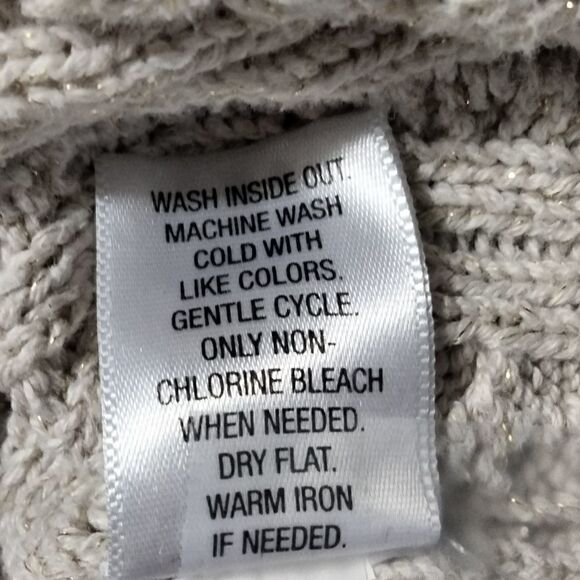 WASH INSIDE OUT.
MACHINE WASH
COLD WITH
LIKE COLORS.
GENTLE CYCLE.
ONLY NON-
CHLORINE BLEACH
WHEN NEEDED.
DRY FLAT.
WARM IRON
IF NEEDED.